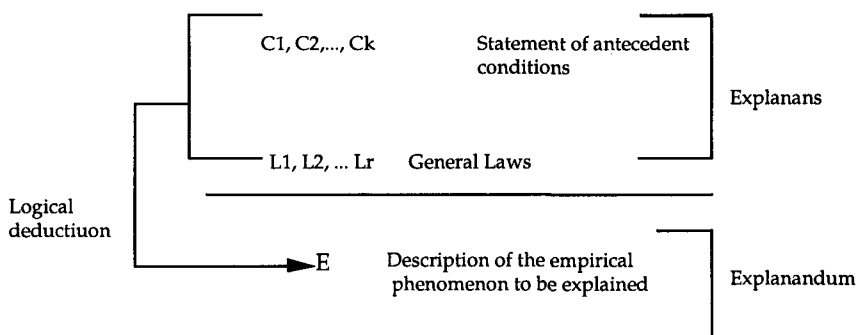 C1, C2,..., Ck
Statement of antecedent
conditions
Explanans
L1, L2, ... Lr
General Laws
Logical
deductiuon
E
Description of the empirical
phenomenon to be explained
Explanandum